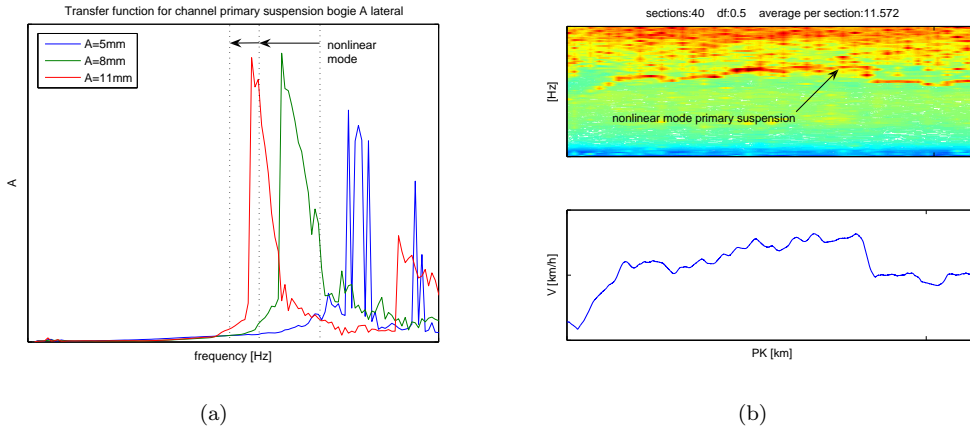 Transfer function for channel primary suspension bogie A lateral
A=5mm
A=8mm
A=11mm
nonlinear
mode
A
frequency [Hz]
(a)
sections:40 df:0.5 average per section:11.572
[Hz]
nonlinear mode primary suspension
V [km/h]
PK [km]
(b)